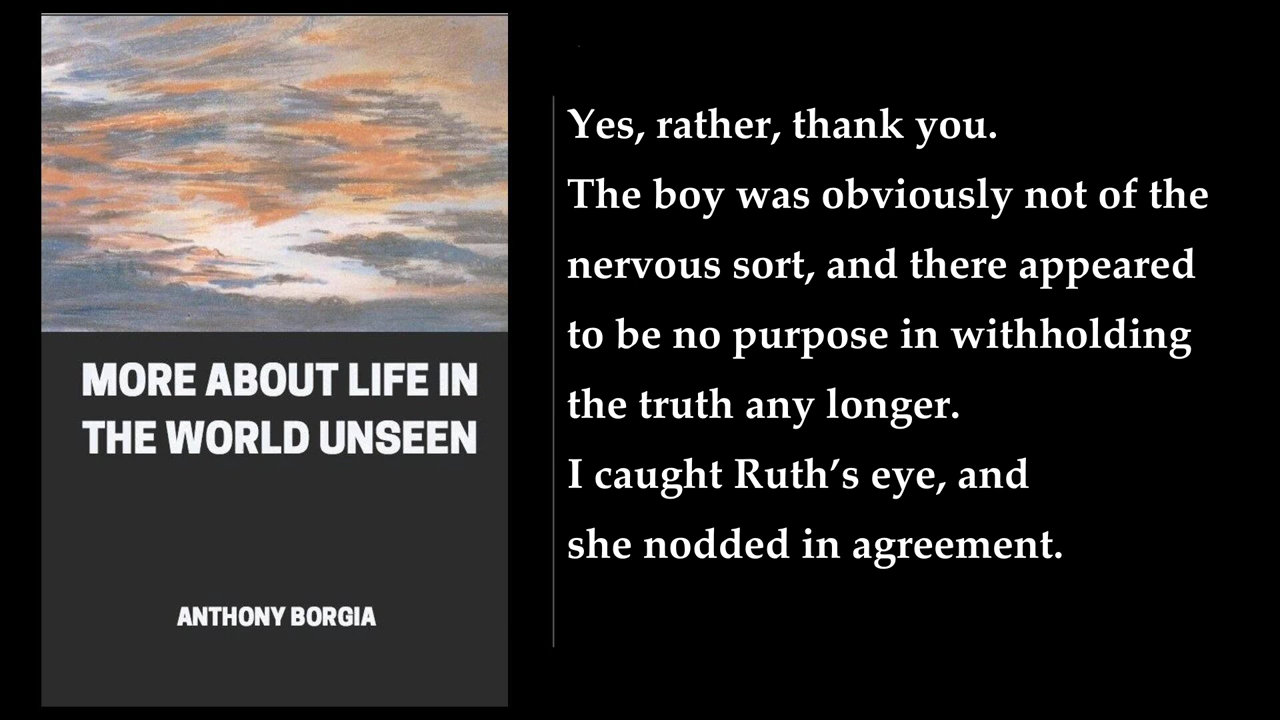 MORE ABOUT LIFE IN
THE WORLD UNSEEN
ANTHONY BORGIA
Yes, rather, thank you.
The boy was obviously not of the
nervous sort, and there appeared
to be no purpose in withholding
the truth any longer.
I caught Ruth’s eye, and
she nodded in agreement.